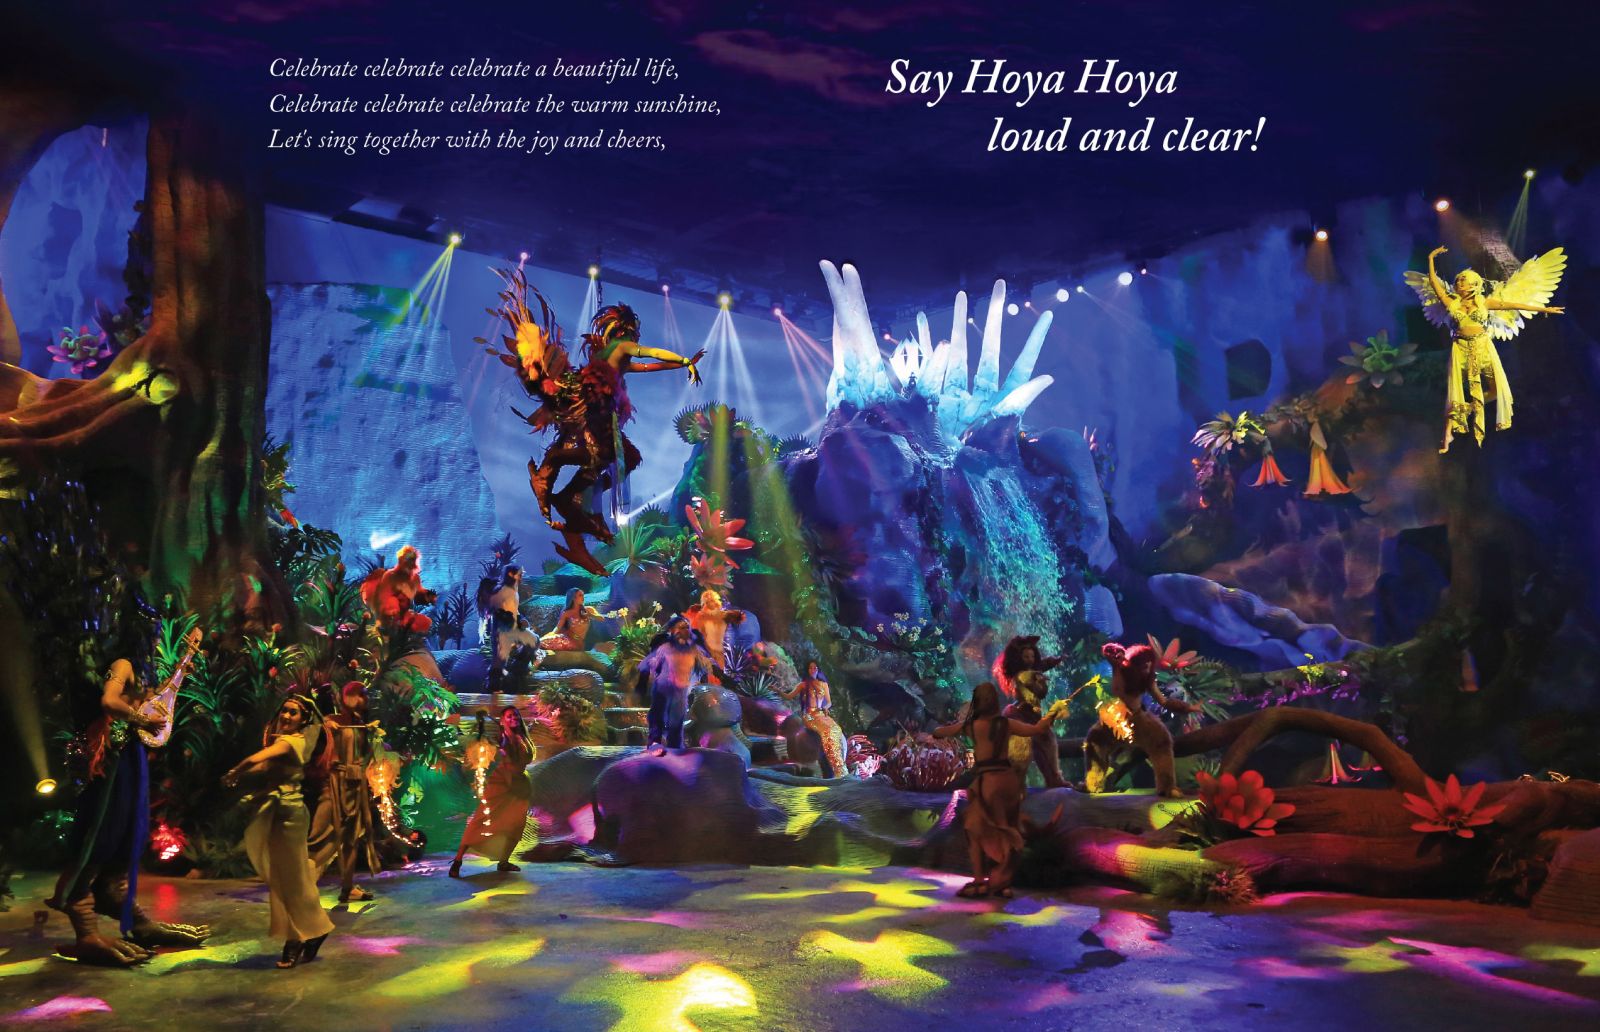 Celebrate celebrate celebrate a beautiful life,
Celebrate celebrate celebrate the warm sunshine,
Let's sing together with the joy and cheers,
Say Hoya Hoya
loud and clear!